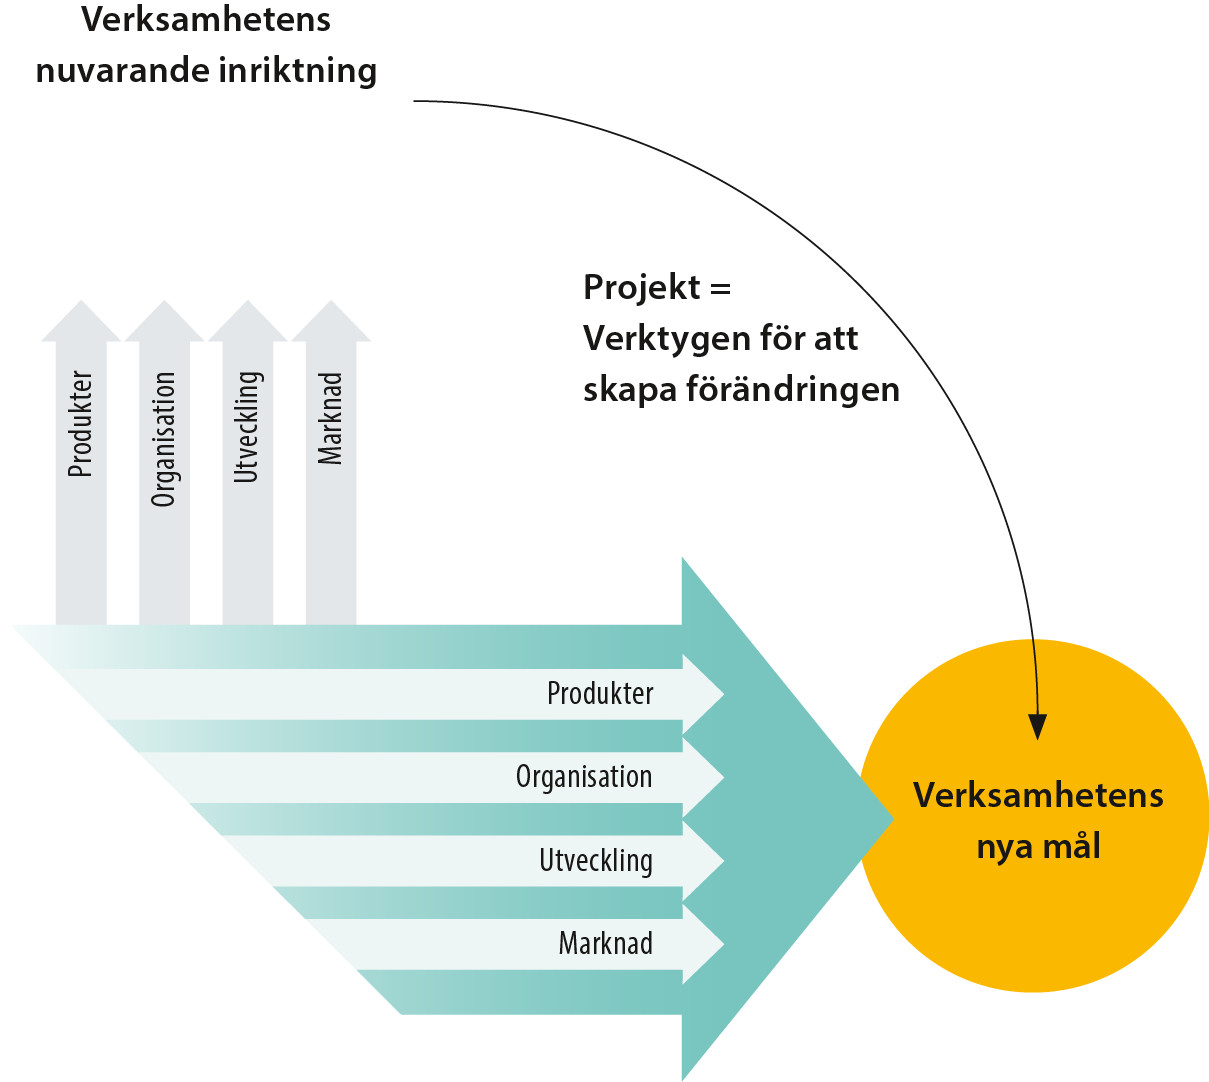 Verksamhetens
nuvarande inriktning
Projekt =
Verktygen för att
skapa förändringen
Produkter
Organisation
Utveckling
Marknad
Produkter
Organisation
Utveckling
Marknad
Verksamhetens
nya mål